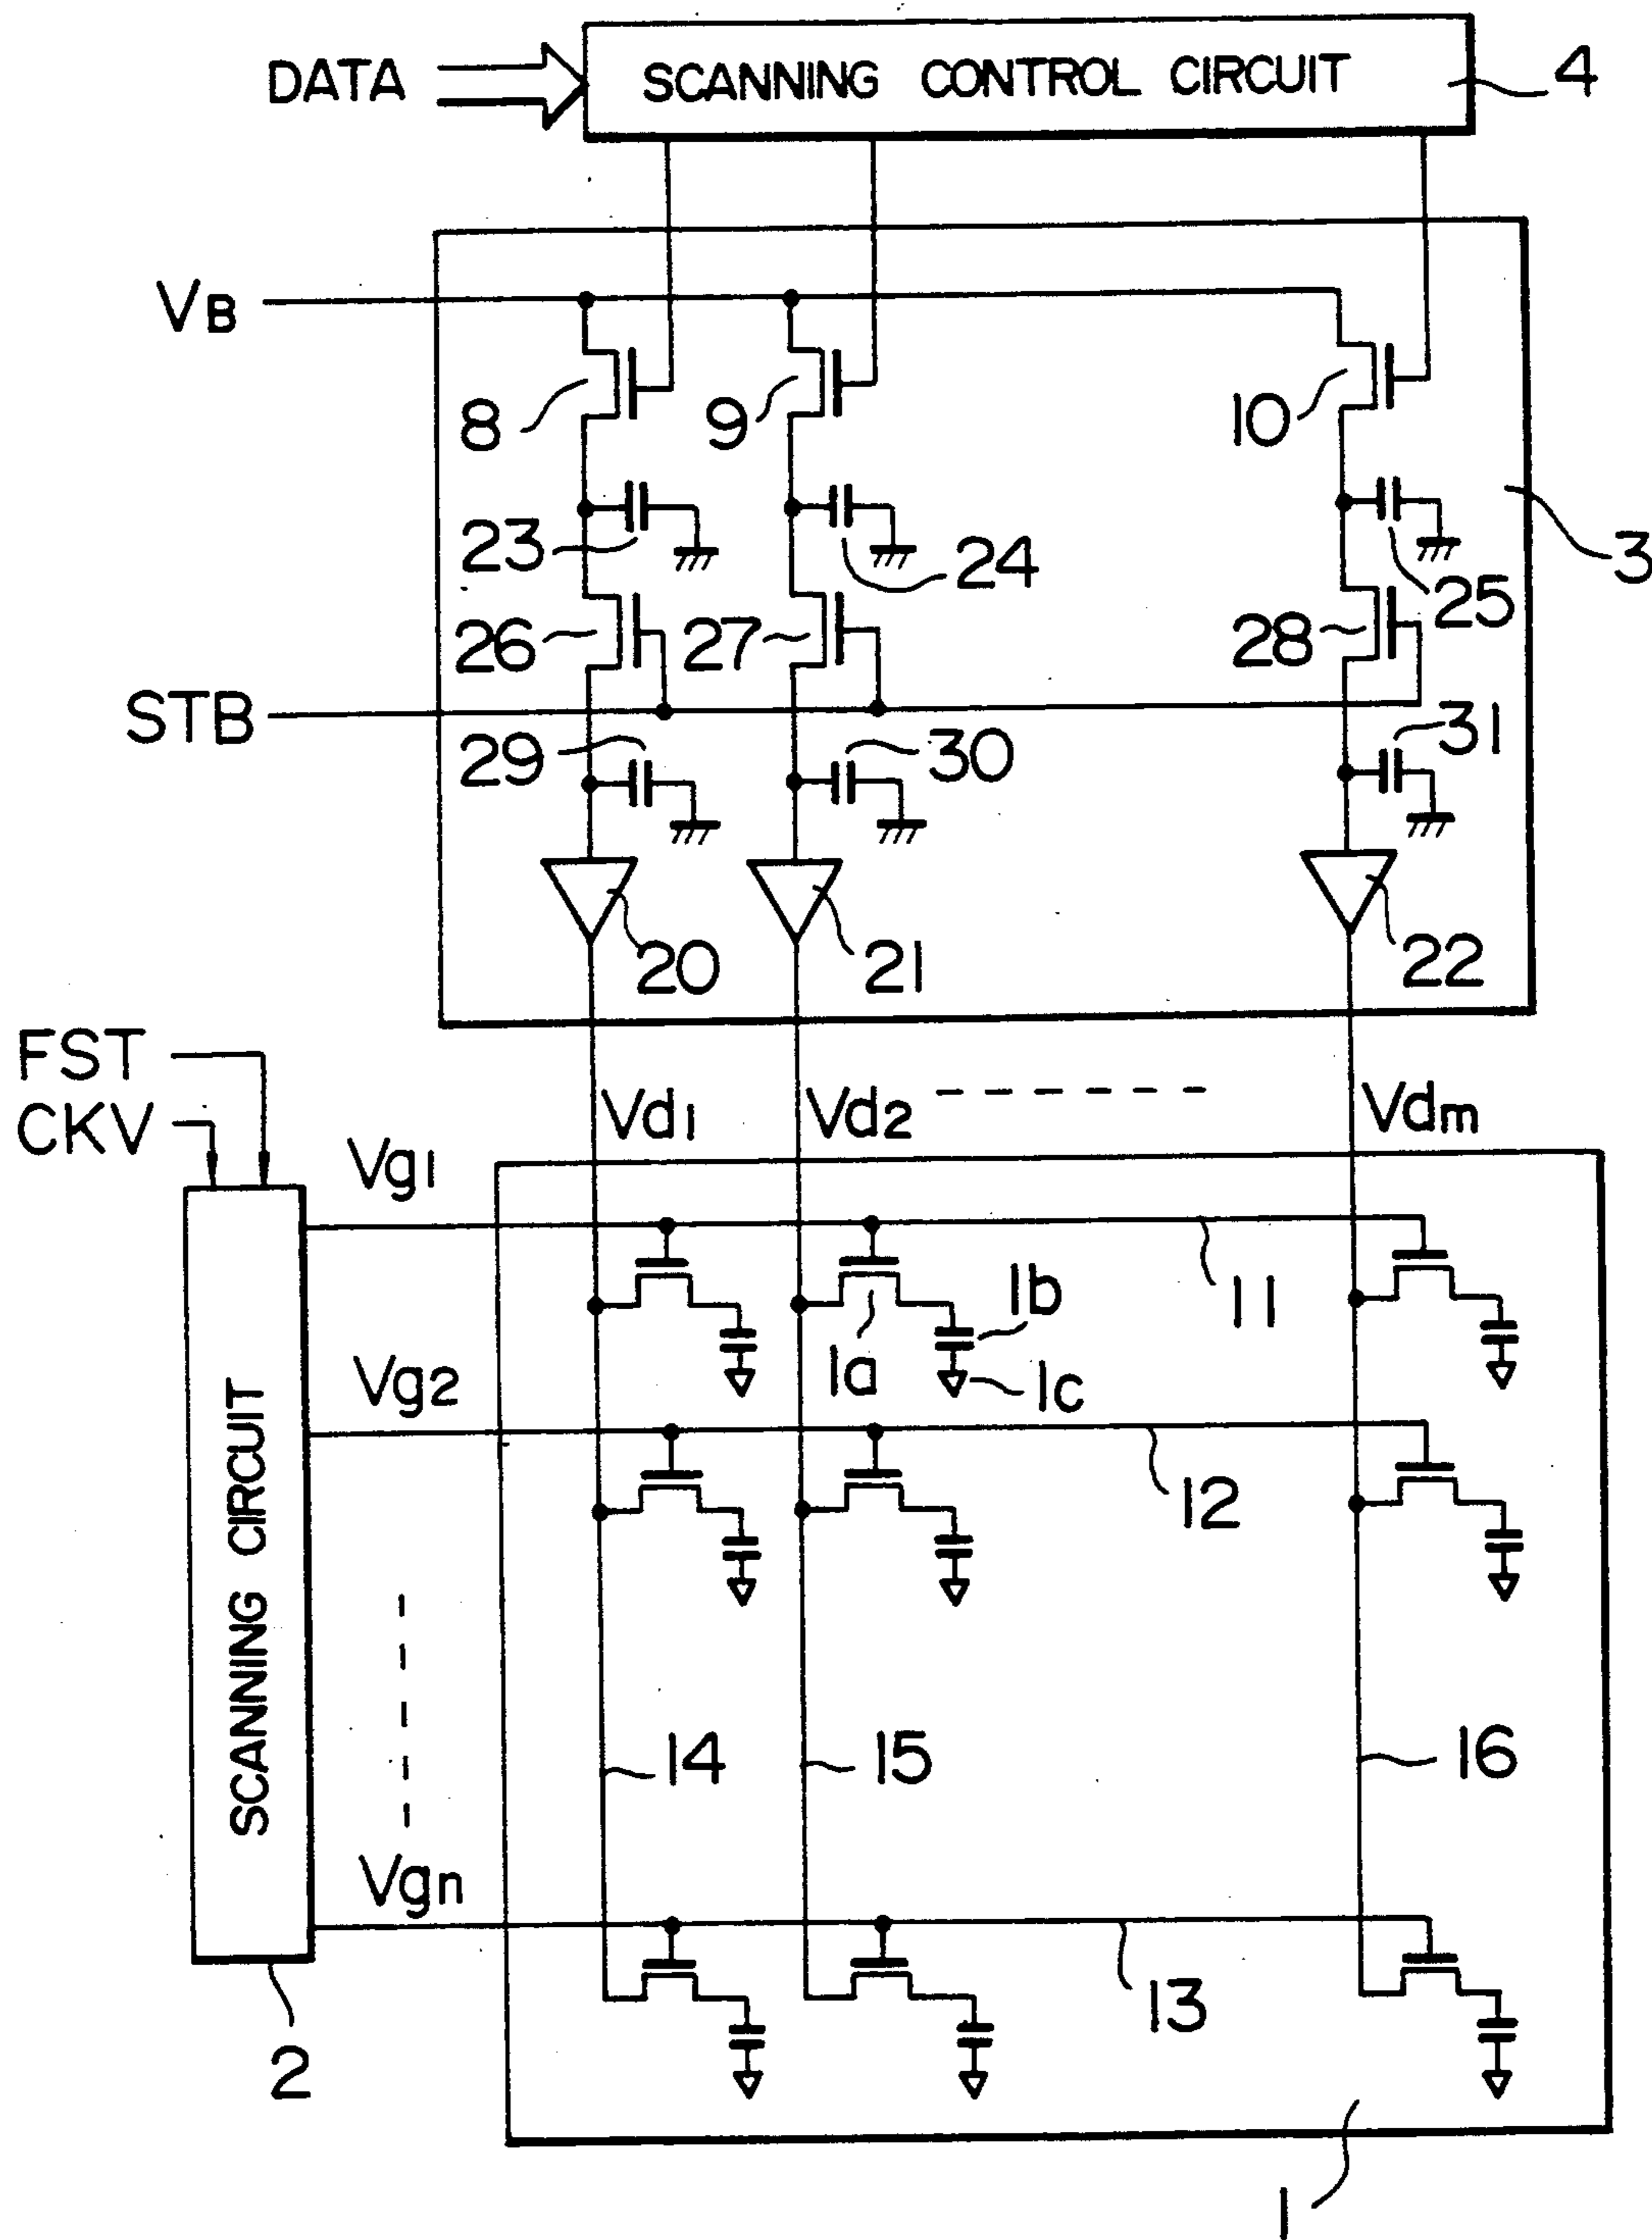 DATA
SCANNING CONTROL CIRCUIT
4
VB
8
9
10
23
24
25
3
26
27
28
STB
29
30
31
20
21
22
FST
CKV
Vd1
Vd2
Vdm
Vg1
11
1a
1b
1c
Vg2
12
SCANNING CIRCUIT
14
15
16
Vgn
13
2
1